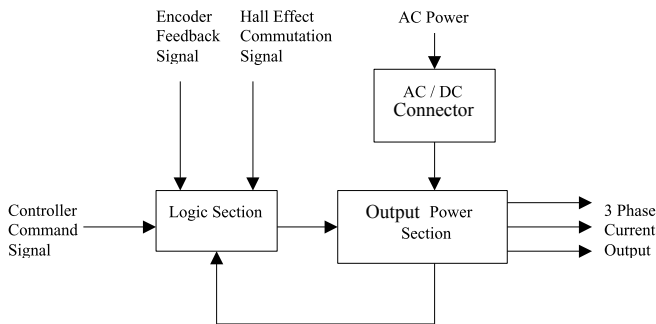 Encoder
Feedback
Signal
Hall Effect
Commutation
Signal
AC Power
AC / DC
Connector
Controller
Command
Signal
Logic Section
Output Power
Section
3 Phase
Current
Output